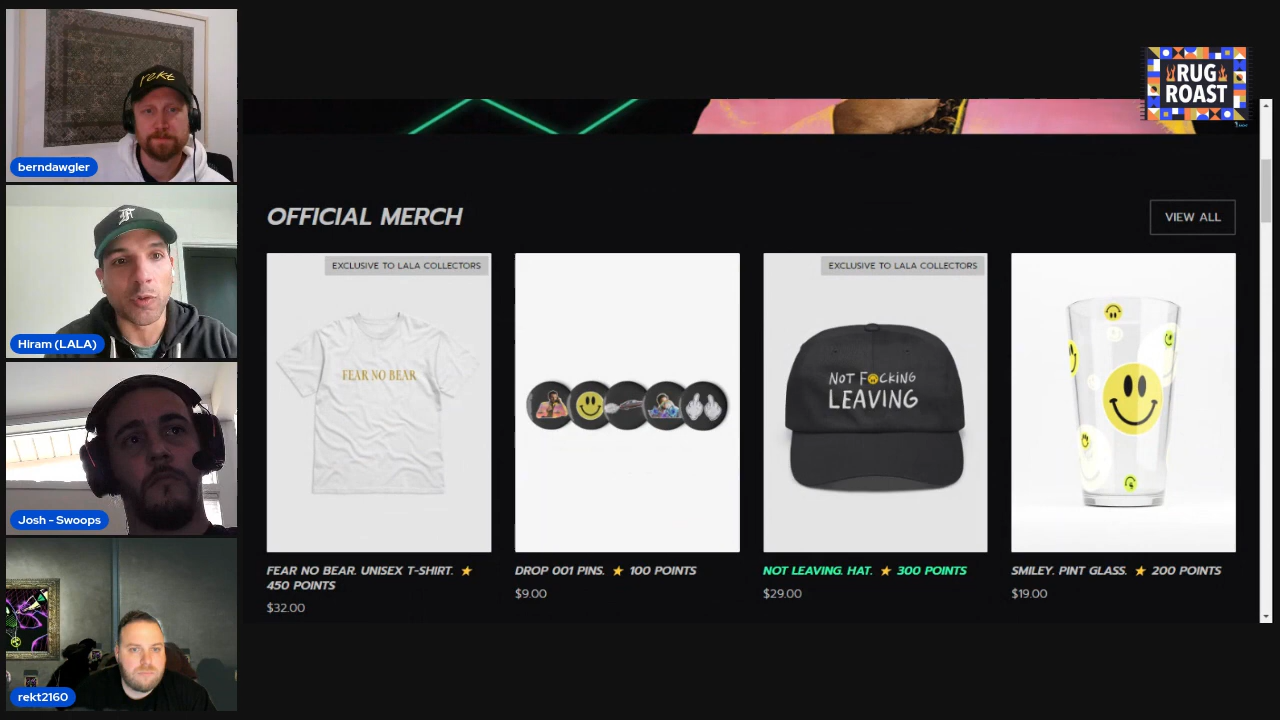 rekt
berndawgler
Hiram (LALA)
Josh - Swoops
rekt2160
RUG
ROAST
OFFICIAL MERCH
VIEW ALL
EXCLUSIVE TO LALA COLLECTORS
FEAR NO BEAR
FEAR NO BEAR. UNISEX T-SHIRT. ⭐
450 POINTS
$32.00
DROP 001 PINS. ⭐ 100 POINTS
$9.00
EXCLUSIVE TO LALA COLLECTORS
NOT F🙂CKING
LEAVING
NOT LEAVING. HAT. ⭐ 300 POINTS
$29.00
SMILEY. PINT GLASS. ⭐ 200 POINTS
$19.00